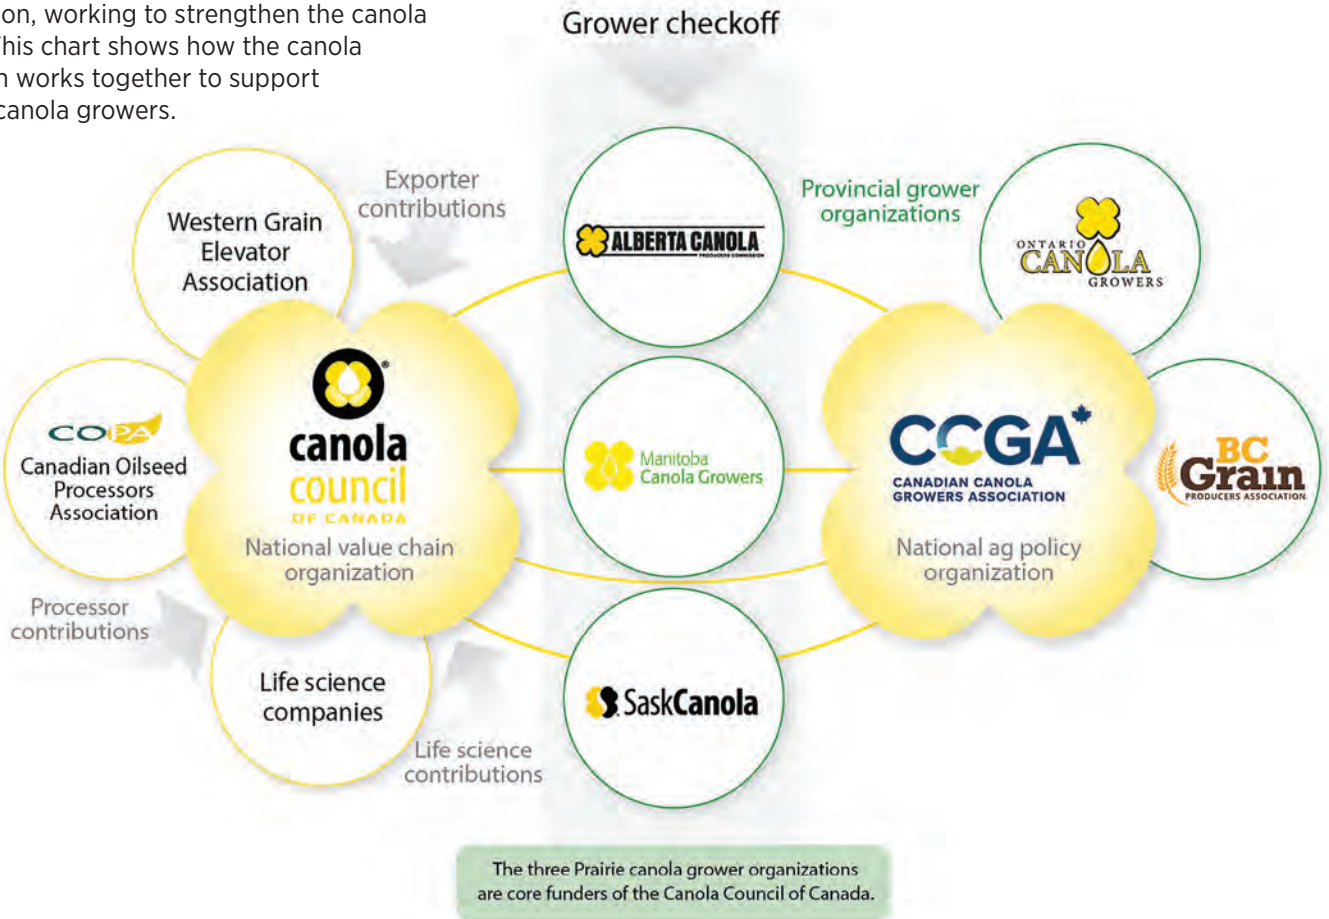 on, working to strengthen the canola
his chart shows how the canola
works together to support
canola growers.
Grower checkoff
Exporter
contributions
Western Grain
Elevator
Association
ALBERTA CANOLA
PRODUCERS COMMISSION
Provincial grower
organizations
ONTARIO
CANOLA
GROWERS
COPA
Canadian Oilseed
Processors
Association
®
canola
council
OF CANADA
National value chain
organization
Manitoba
Canola Growers
CCGA
CANADIAN CANOLA
GROWERS ASSOCIATION
National ag policy
organization
BC
Grain
PRODUCERS ASSOCIATION
Processor
contributions
Life science
companies
Life science
contributions
SaskCanola
The three Prairie canola grower organizations
are core funders of the Canola Council of Canada.